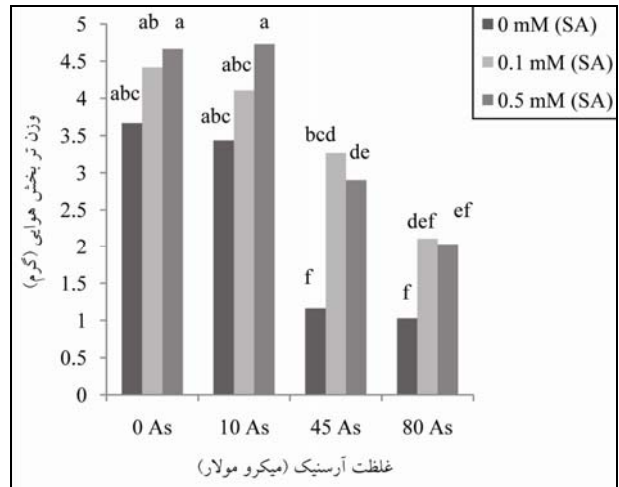 5
4.5
4
3.5
3
2.5
2
1.5
1
0.5
0
وزن تر بخش هوایی (گرم)
ab a a
abc abc abc
bcd de
f
def ef
f
0 mM (SA)
0.1 mM (SA)
0.5 mM (SA)
0 As 10 As 45 As 80 As
غلظت آرسنیک (میکرو مولار)